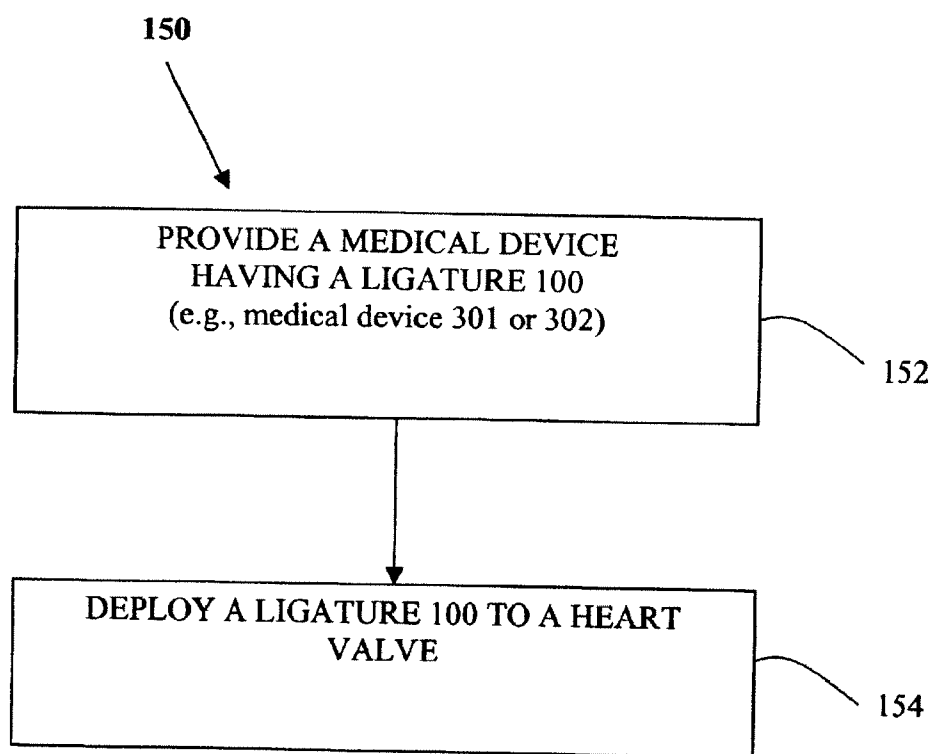 150
PROVIDE A MEDICAL DEVICE
HAVING A LIGATURE 100
(e.g., medical device 301 or 302)
152
DEPLOY A LIGATURE 100 TO A HEART
VALVE
154